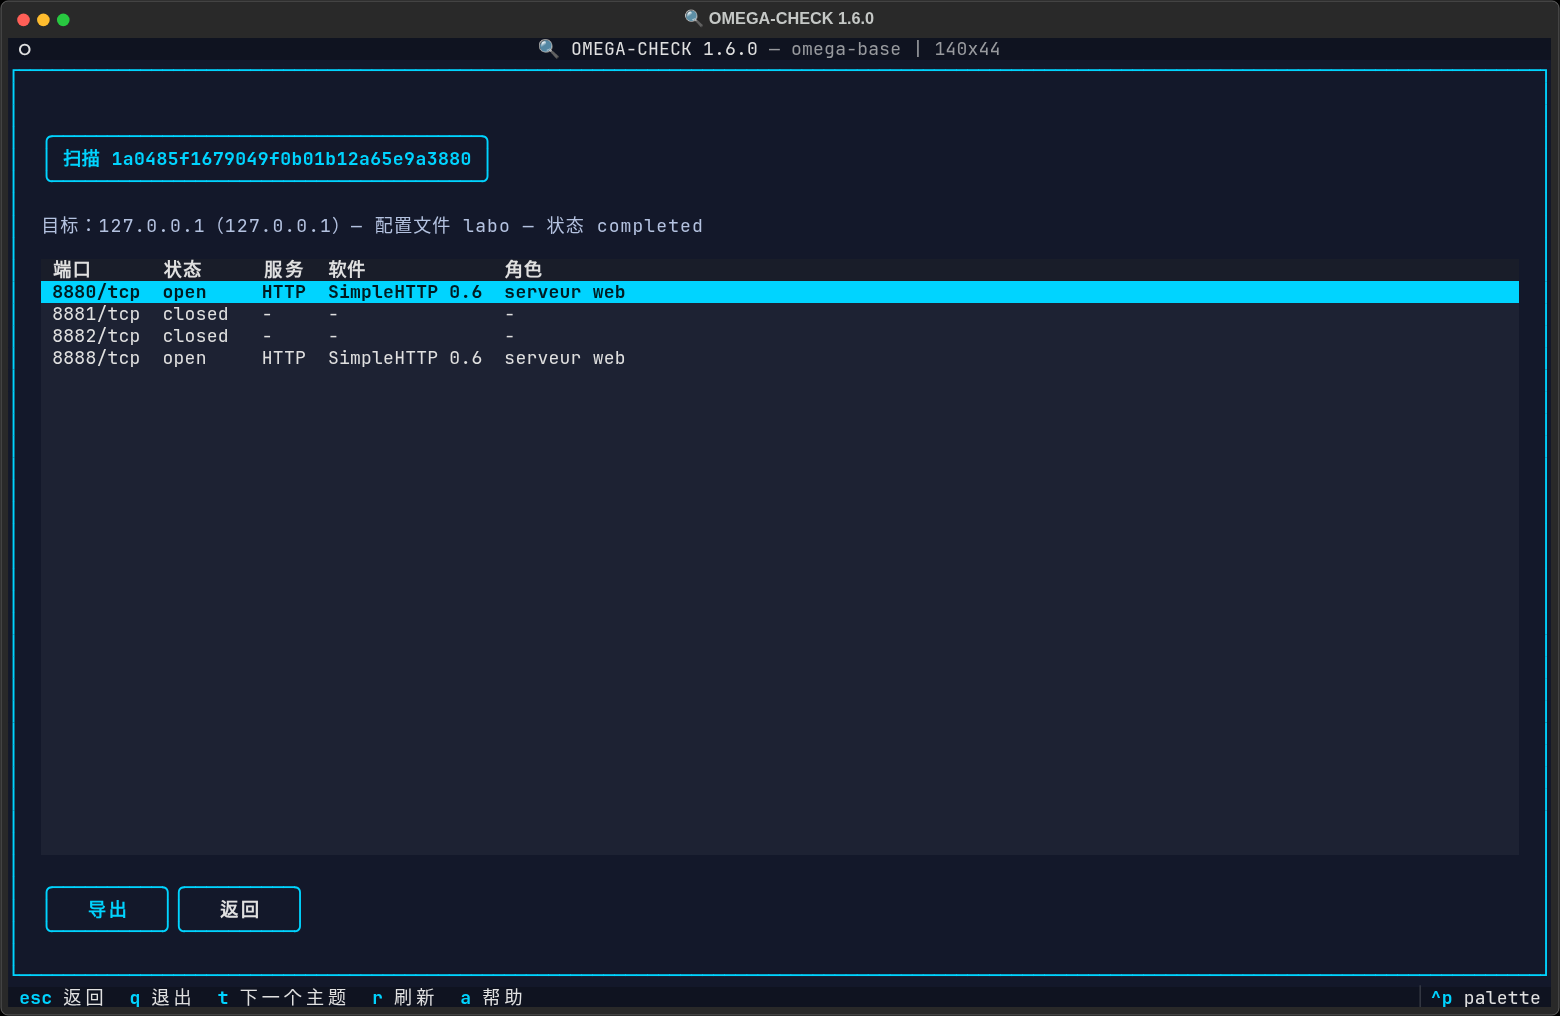 🔍 OMEGA-CHECK 1.6.0
🔍 OMEGA-CHECK 1.6.0 — omega-base | 140x44
扫描 1a0485f1679049f0b01b12a65e9a3880
目标：127.0.0.1（127.0.0.1）— 配置文件 labo — 状态 completed
端口 状态 服务 软件 角色
8880/tcp open HTTP SimpleHTTP 0.6 serveur web
8881/tcp closed - - -
8882/tcp closed - - -
8888/tcp open HTTP SimpleHTTP 0.6 serveur web
导出 返回
esc 返回 q 退出 t 下一个主题 r 刷新 a 帮助 ^p palette